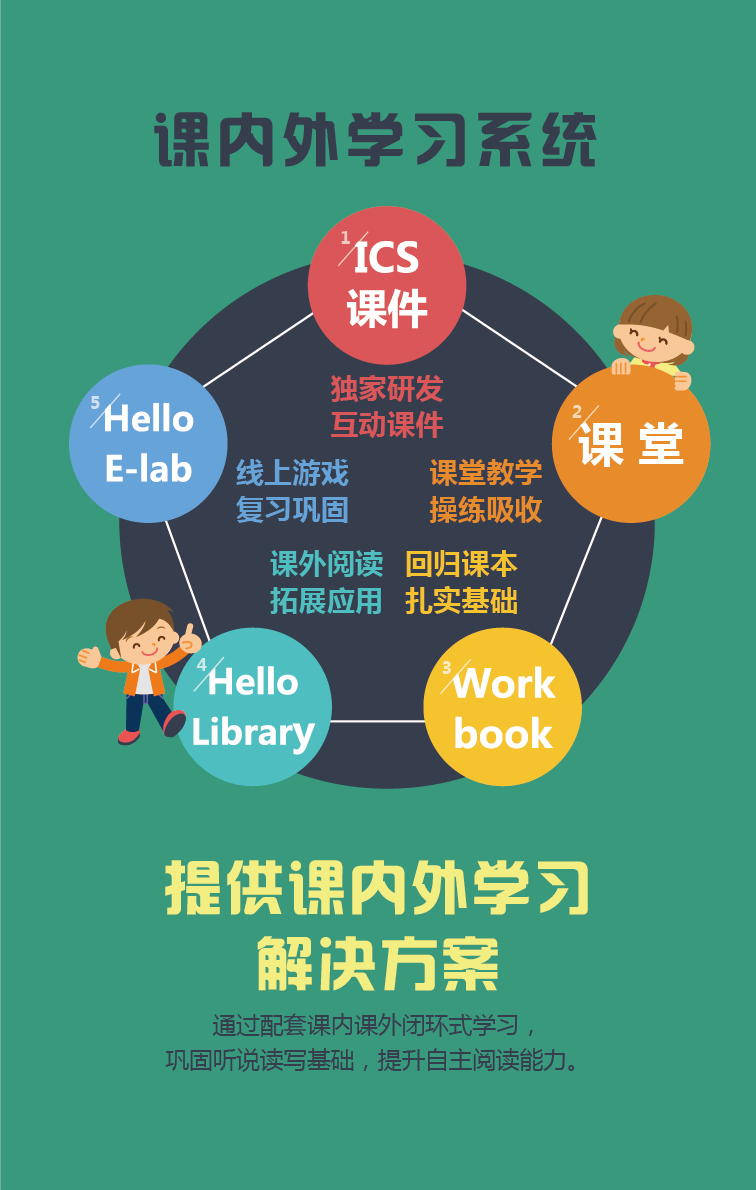 课内外学习系统
1
ICS
课件
独家研发
互动课件
2
课 堂
课堂教学
操练吸收
3
Work
book
回归课本
扎实基础
4
Hello
Library
课外阅读
拓展应用
5
Hello
E-lab
线上游戏
复习巩固
提供课内外学习
解决方案
通过配套课内课外闭环式学习，
巩固听说读写基础，提升自主阅读能力。